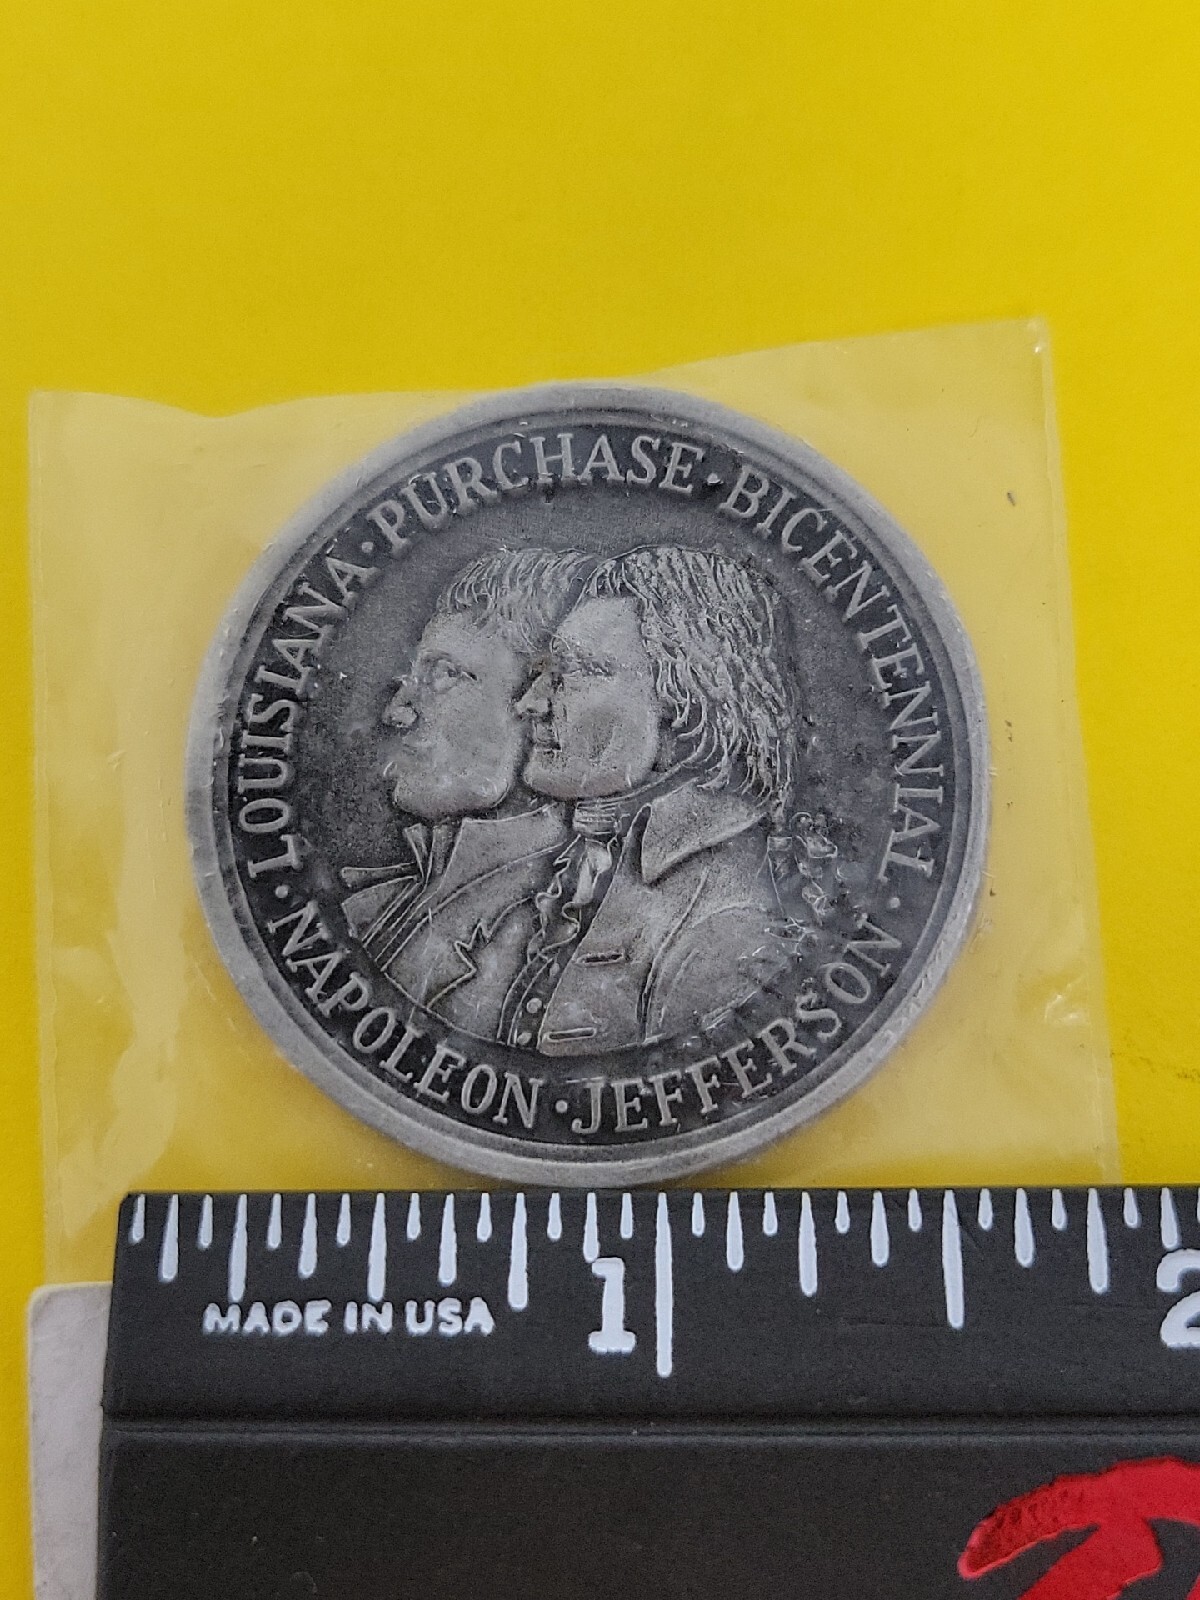 LOUISIANA · PURCHASE · BICENTENNIAL ·
· NAPOLEON · JEFFERSON
MADE IN USA
1
2